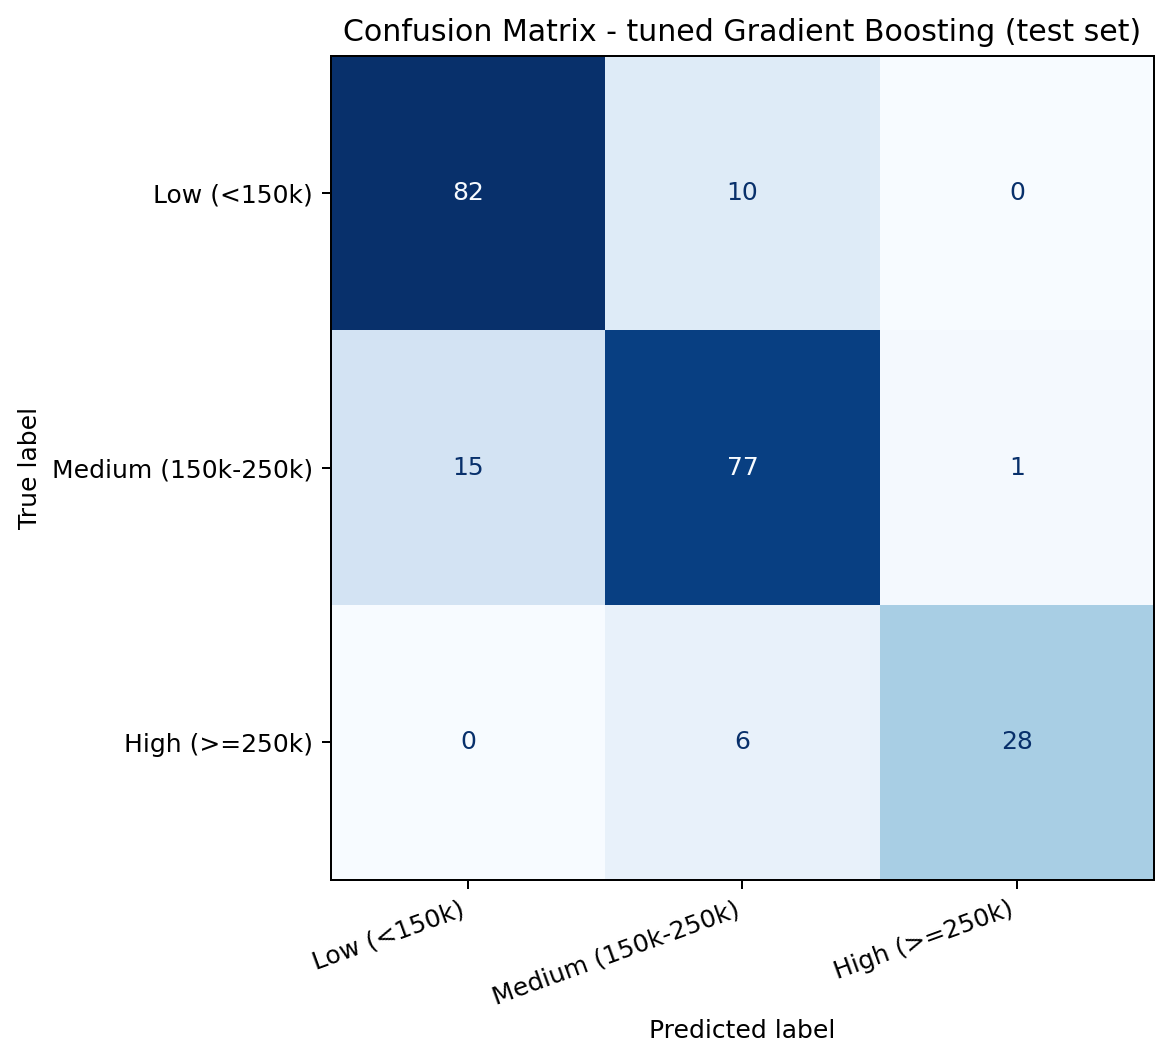 Confusion Matrix - tuned Gradient Boosting (test set)
True label
Low (<150k)
82
10
0
Medium (150k-250k)
15
77
1
High (>=250k)
0
6
28
Low (<150k)
Medium (150k-250k)
High (>=250k)
Predicted label